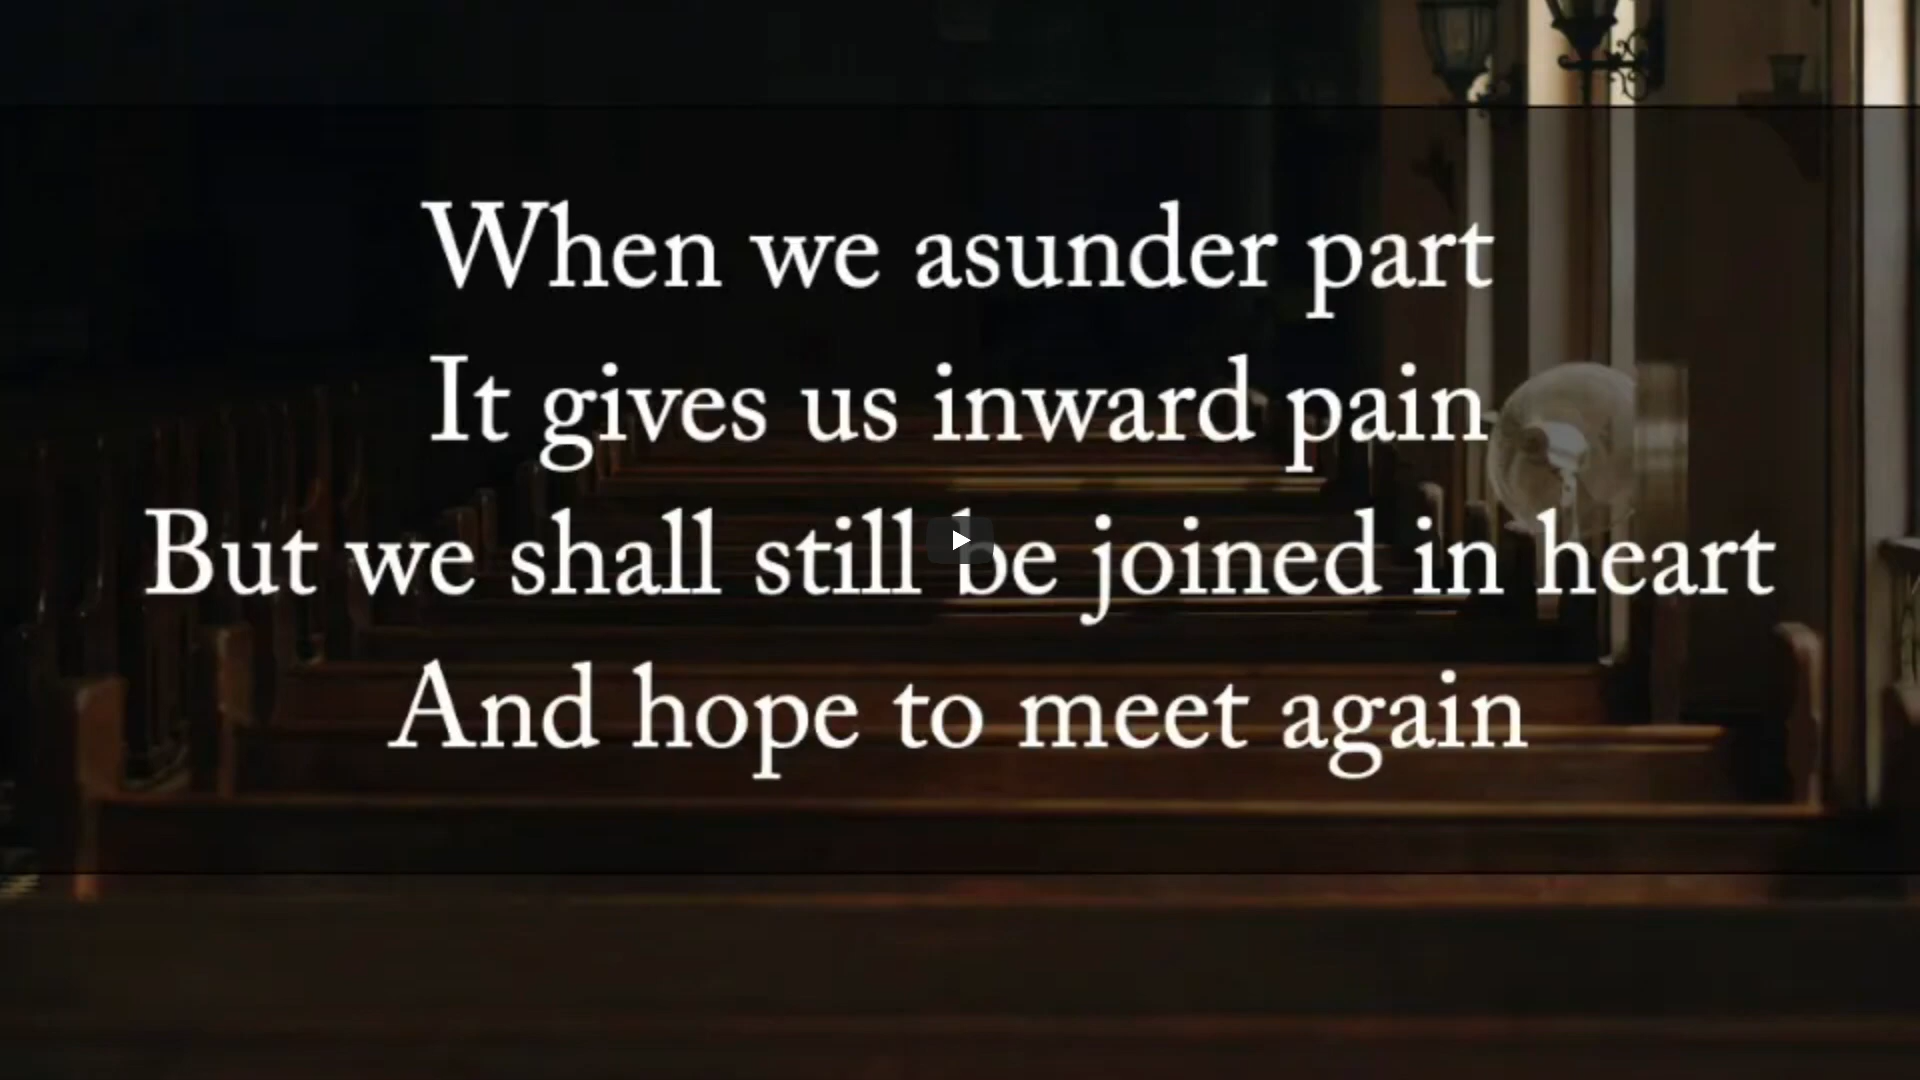 When we asunder part
It gives us inward pain
But we shall still be joined in heart
And hope to meet again